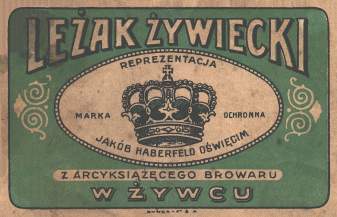 LEŻAK ŻYWIECKI
REPREZENTACJA
MARKA OCHRONNA
JAKÓB HABERFELD OŚWIĘCIM
Z ARCYKSIĄŻĘCEGO BROWARU
W ŻYWCU